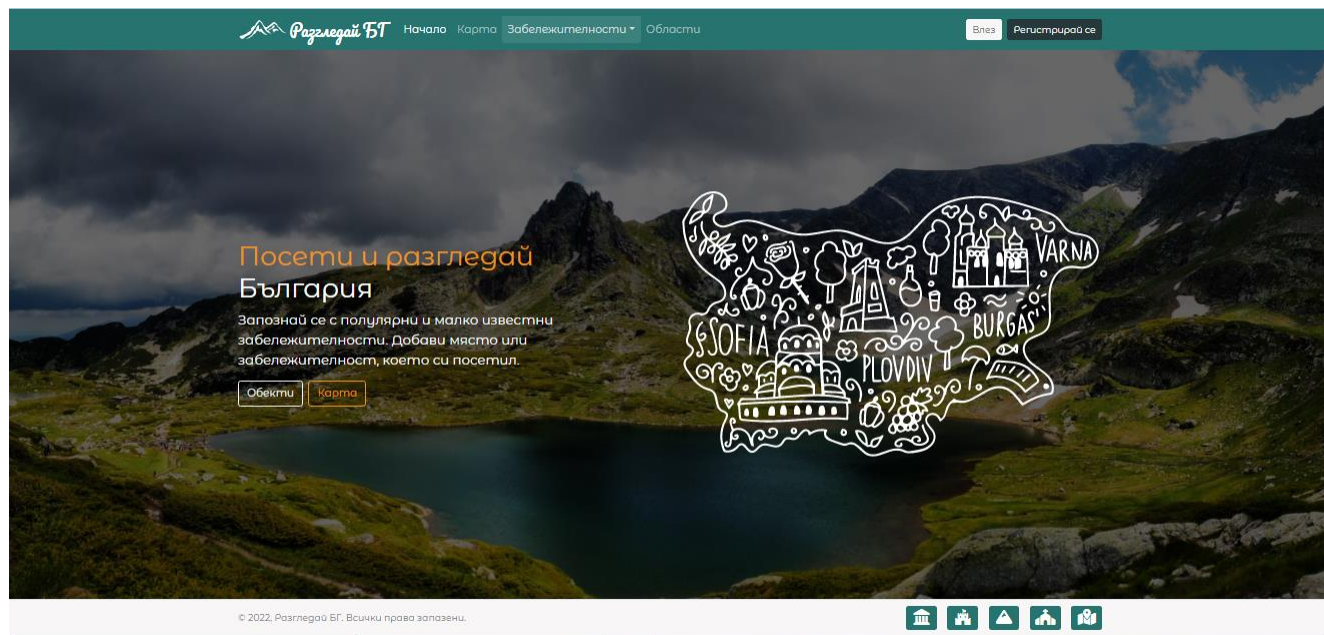 Разгледай БГ
Начало Карта Забележителности Области
Влез Регистрирай се
Посети и разгледай
България
Запознай се с популярни и малко известни
забележителности. Добави място или
забележителност, което си посетил.
Обекти Карта
VARNA
BURGAS
SOFIA
PLOVDIV
© 2022, Разгледай БГ. Всички права запазени.